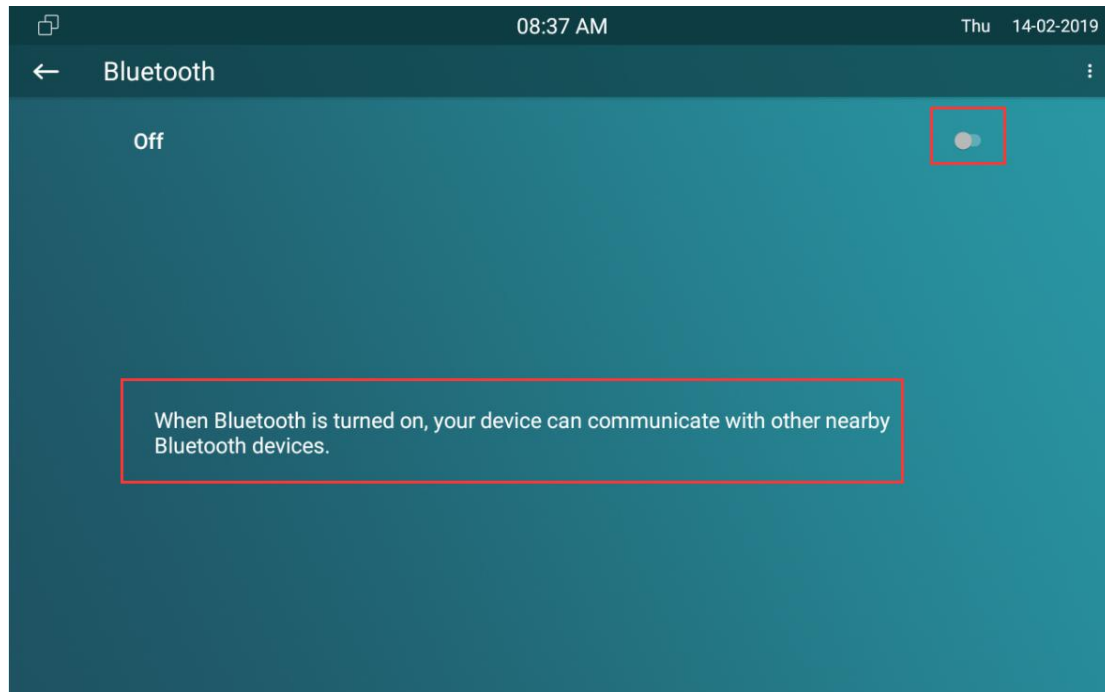 08:37 AM
Thu 14-02-2019
Bluetooth
Off
When Bluetooth is turned on, your device can communicate with other nearby
Bluetooth devices.